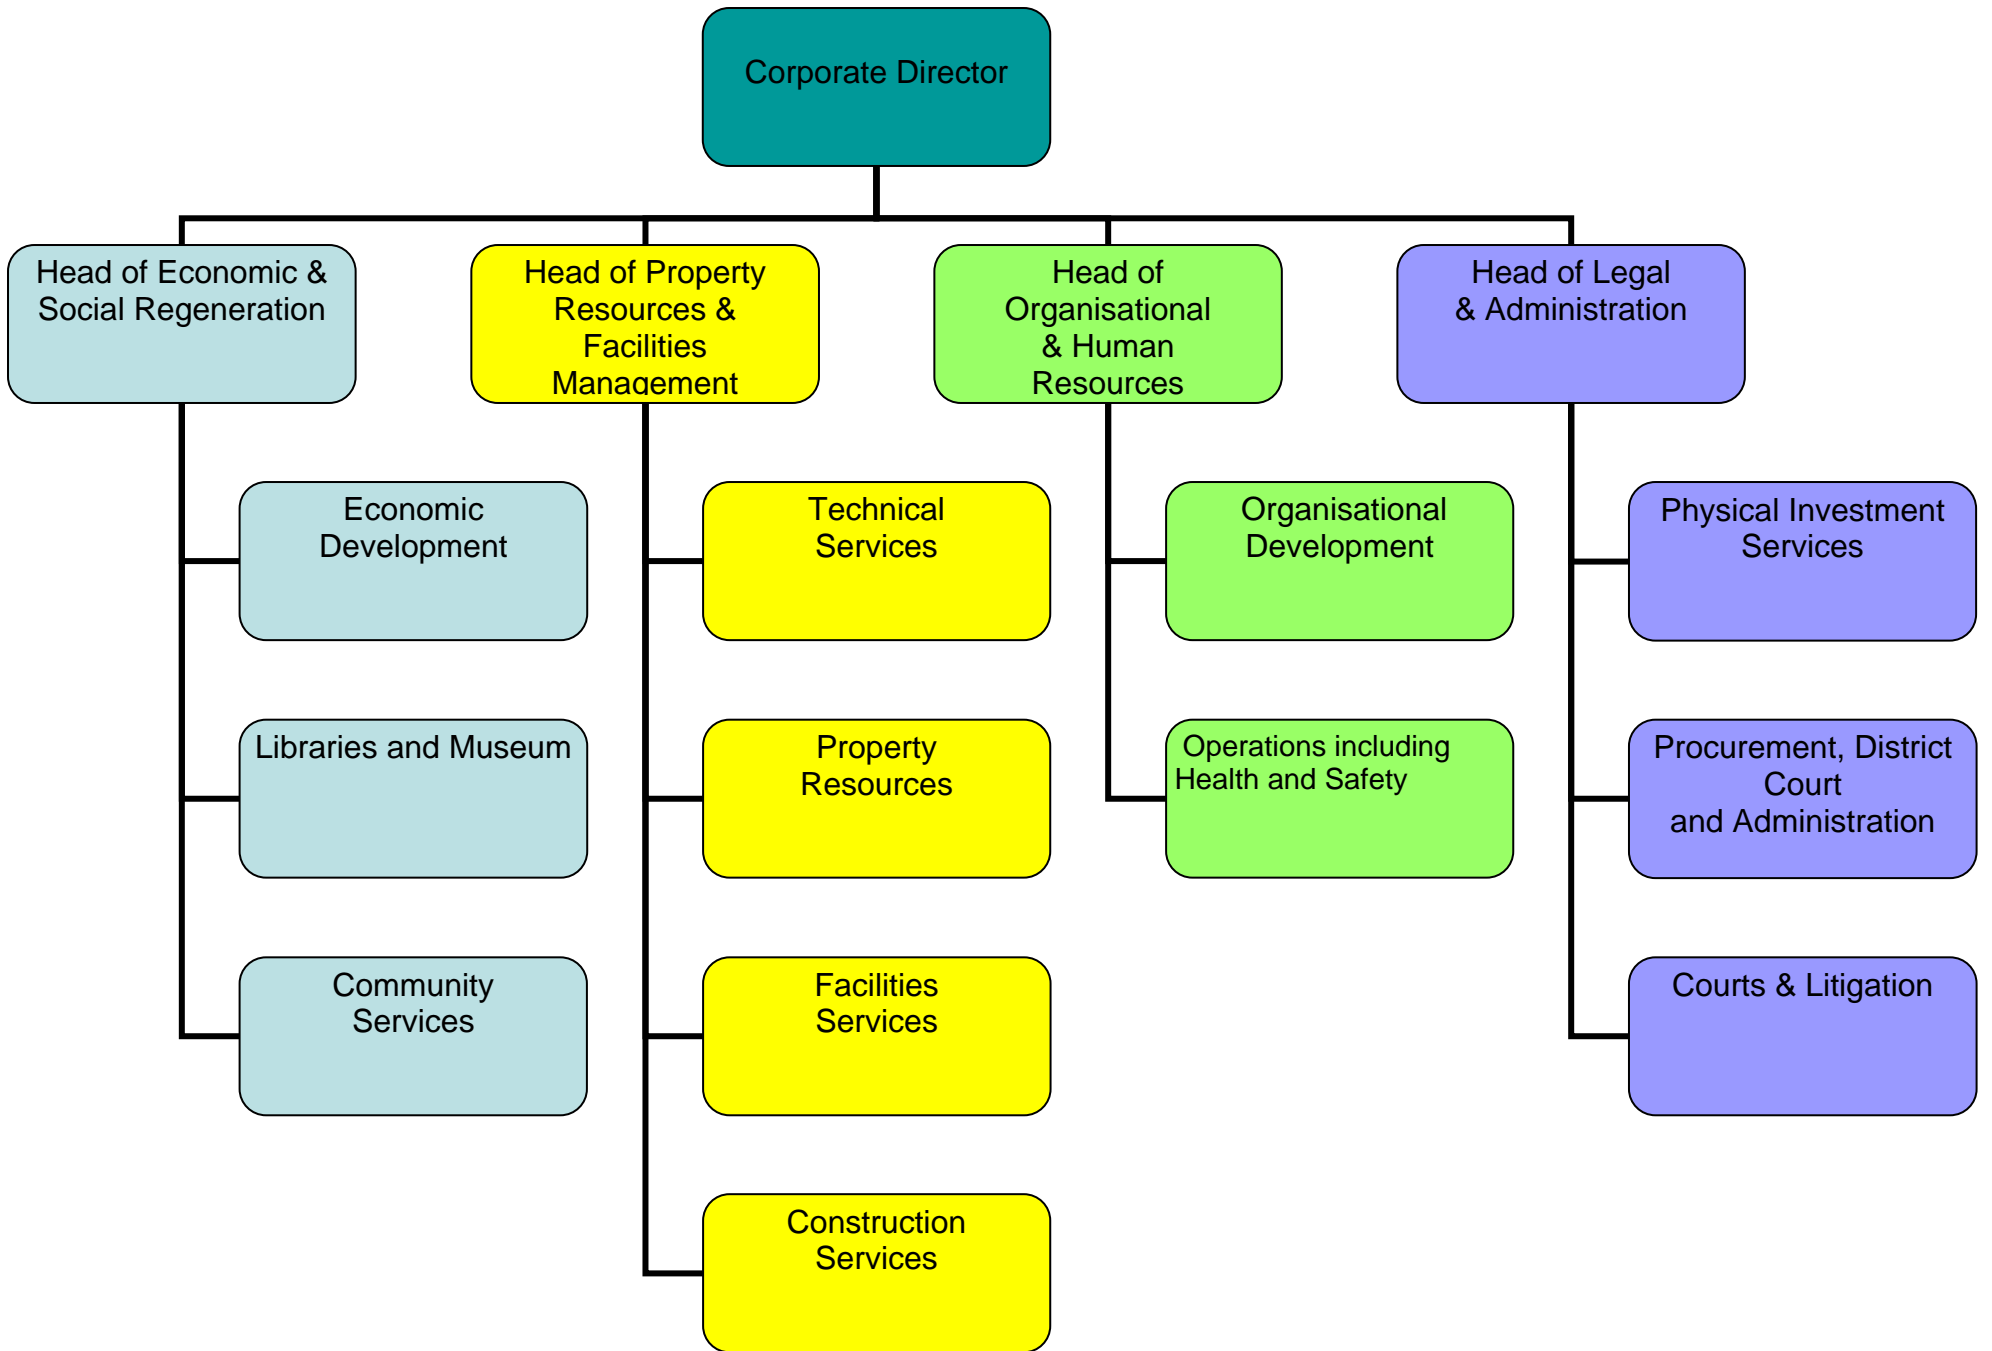 Corporate Director
Head of Economic &
Social Regeneration
Head of Property
Resources &
Facilities
Management
Head of
Organisational
& Human
Resources
Head of Legal
& Administration
Economic
Development
Technical
Services
Organisational
Development
Physical Investment
Services
Libraries and Museum
Property
Resources
Operations including
Health and Safety
Procurement, District
Court
and Administration
Community
Services
Facilities
Services
Courts & Litigation
Construction
Services